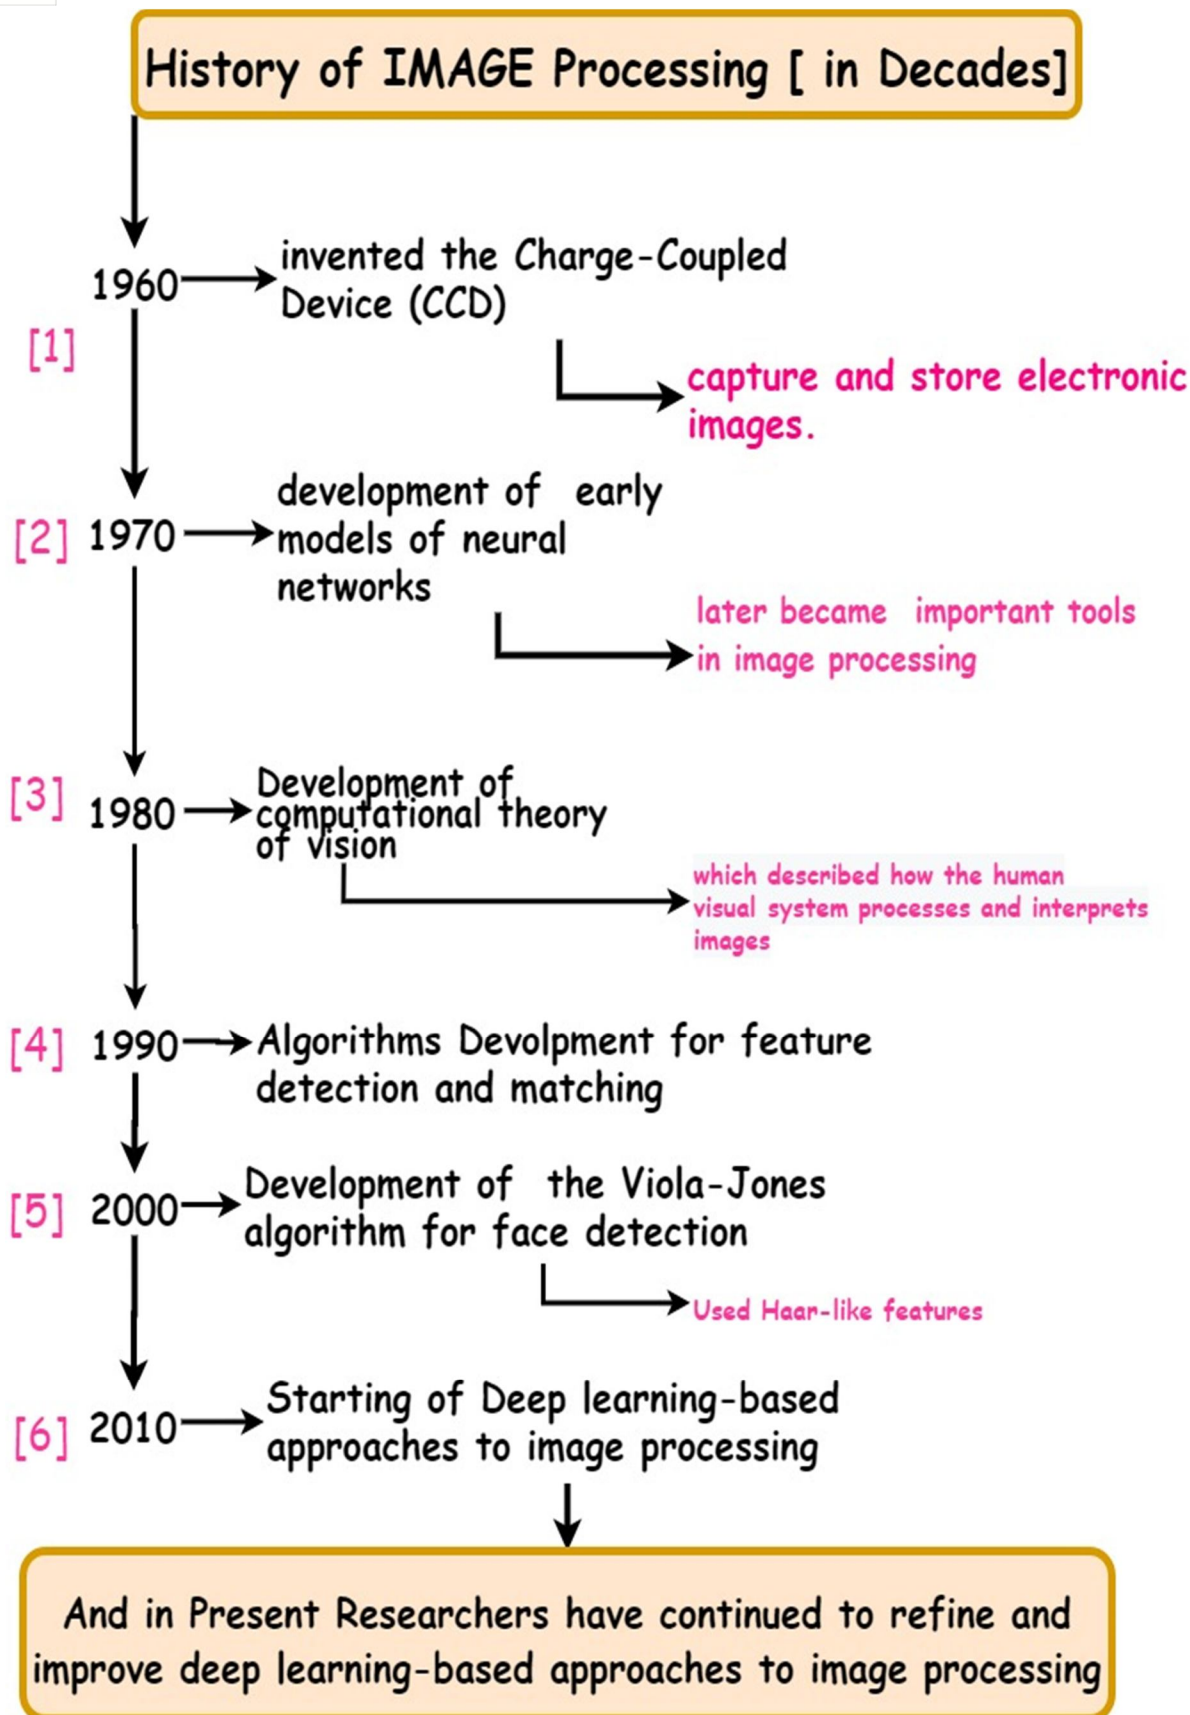 History of IMAGE Processing [ in Decades]
1960
invented the Charge-Coupled
Device (CCD)
[1]
capture and store electronic
images.
[2]
1970
development of early
models of neural
networks
later became important tools
in image processing
[3]
1980
Development of
computational theory
of vision
which described how the human
visual system processes and interprets
images
[4]
1990
Algorithms Devolpment for feature
detection and matching
[5]
2000
Development of the Viola-Jones
algorithm for face detection
Used Haar-like features
[6]
2010
Starting of Deep learning-based
approaches to image processing
And in Present Researchers have continued to refine and
improve deep learning-based approaches to image processing